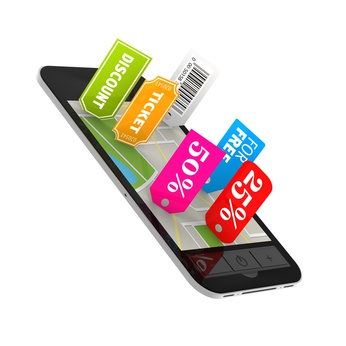 DISCOUNT
TICKET
FOR
FREE
50%
25%